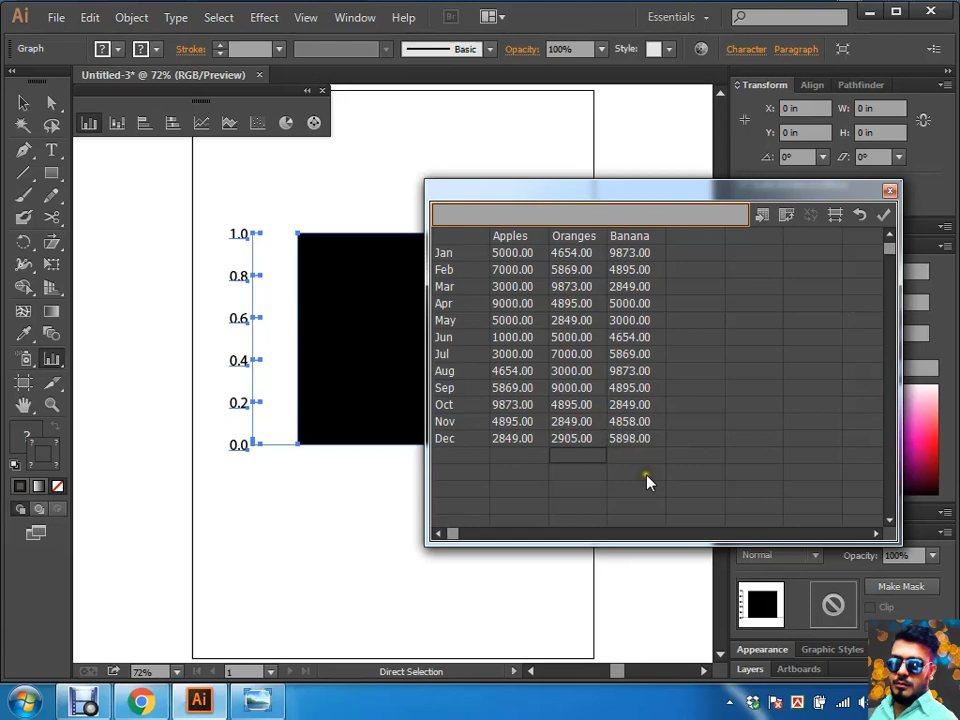 Ai File Edit Object Type Select Effect View Window Help Br Essentials
Graph ? ? Stroke: Basic Opacity: 100% Style: Character Paragraph
Untitled-3* @ 72% (RGB/Preview)
Transform Align Pathfinder
X: 0 in W: 0 in
Y: 0 in H: 0 in
0° 0°
1.0
0.8
0.6
0.4
0.2
0.0
Apples Oranges Banana
Jan 5000.00 4654.00 9873.00
Feb 7000.00 5869.00 4895.00
Mar 3000.00 9873.00 2849.00
Apr 9000.00 4895.00 5000.00
May 5000.00 2849.00 3000.00
Jun 1000.00 5000.00 4654.00
Jul 3000.00 7000.00 5869.00
Aug 4654.00 3000.00 9873.00
Sep 5869.00 9000.00 4895.00
Oct 9873.00 4895.00 2849.00
Nov 4895.00 2849.00 4858.00
Dec 2849.00 2905.00 5898.00
T
?
Normal Opacity: 100%
Make Mask
Clip
Appearance Graphic Styles
Layers Artboards
72% 1 Direct Selection
Ai